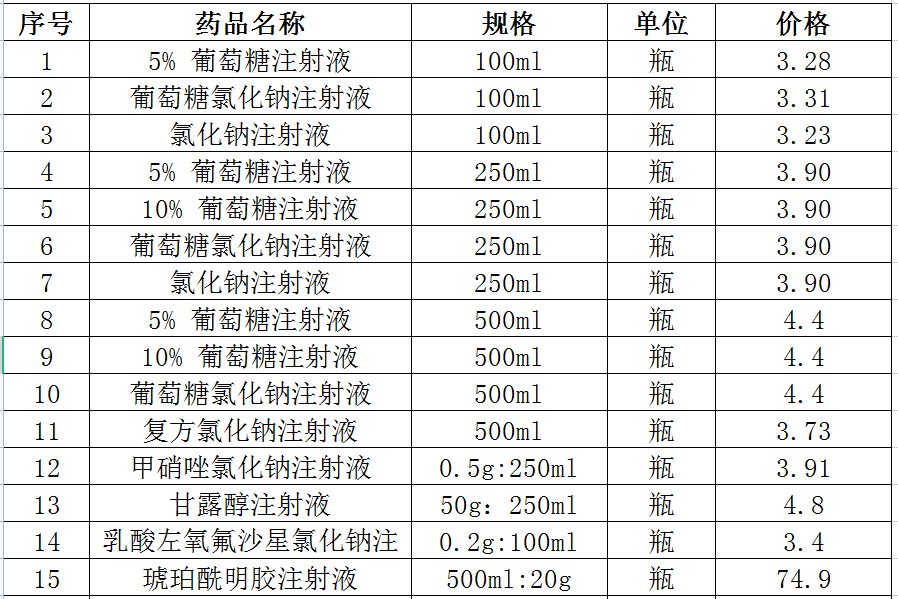 序号 药品名称 规格 单位 价格
1 5% 葡萄糖注射液 100ml 瓶 3.28
2 葡萄糖氯化钠注射液 100ml 瓶 3.31
3 氯化钠注射液 100ml 瓶 3.23
4 5% 葡萄糖注射液 250ml 瓶 3.90
5 10% 葡萄糖注射液 250ml 瓶 3.90
6 葡萄糖氯化钠注射液 250ml 瓶 3.90
7 氯化钠注射液 250ml 瓶 3.90
8 5% 葡萄糖注射液 500ml 瓶 4.4
9 10% 葡萄糖注射液 500ml 瓶 4.4
10 葡萄糖氯化钠注射液 500ml 瓶 4.4
11 复方氯化钠注射液 500ml 瓶 3.73
12 甲硝唑氯化钠注射液 0.5g:250ml 瓶 3.91
13 甘露醇注射液 50g：250ml 瓶 4.8
14 乳酸左氧氟沙星氯化钠注 0.2g:100ml 瓶 3.4
15 琥珀酰明胶注射液 500ml:20g 瓶 74.9